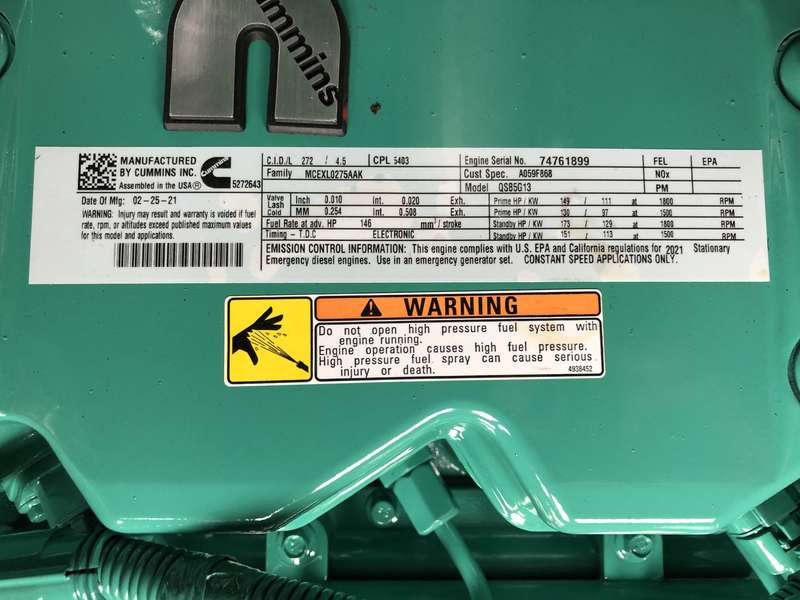 Cummins
MANUFACTURED
BY CUMMINS INC.
Assembled in the USA®
Cummins
5272643
Date Of Mfg: 02-25-21
WARNING: Injury may result and warranty is voided if fuel
rate, rpm, or altitudes exceed published maximum values
for this model and applications.
C.I.D./L 272 / 4.5 CPL 5403 Engine Serial No. 74761899 FEL EPA
Family MCEXL0275AAK Cust Spec. A059F868 NOx
Model QSB5G13 PM
Valve Lash Cold Inch 0.010 Int. 0.020 Exh. Prime HP / KW 149 / 111 at 1800 RPM
MM 0.254 Int. 0.508 Exh. Prime HP / KW 130 / 97 at 1500 RPM
Fuel Rate at adv. HP 146 mm³/ stroke Standby HP / KW 173 / 129 at 1800 RPM
Timing - T.D.C ELECTRONIC Standby HP / KW 151 / 113 at 1500 RPM
EMISSION CONTROL INFORMATION: This engine complies with U.S. EPA and California regulations for 2021 Stationary
Emergency diesel engines. Use in an emergency generator set. CONSTANT SPEED APPLICATIONS ONLY.
WARNING
Do not open high pressure fuel system with
engine running.
Engine operation causes high fuel pressure.
High pressure fuel spray can cause serious
injury or death.
4938452